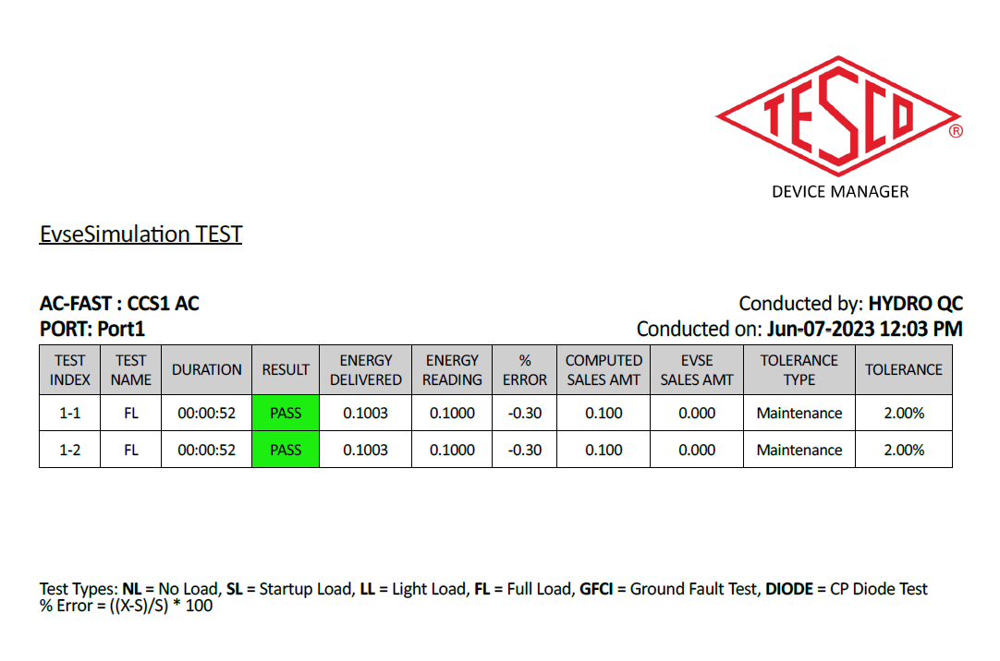 TESCO
®
DEVICE MANAGER
EvseSimulation TEST
AC-FAST : CCS1 AC
Conducted by: HYDRO QC
PORT: Port1
Conducted on: Jun-07-2023 12:03 PM
TEST INDEX TEST NAME DURATION RESULT ENERGY DELIVERED ENERGY READING % ERROR COMPUTED SALES AMT EVSE SALES AMT TOLERANCE TYPE TOLERANCE
1-1 FL 00:00:52 PASS 0.1003 0.1000 -0.30 0.100 0.000 Maintenance 2.00%
1-2 FL 00:00:52 PASS 0.1003 0.1000 -0.30 0.100 0.000 Maintenance 2.00%
Test Types: NL = No Load, SL = Startup Load, LL = Light Load, FL = Full Load, GFCI = Ground Fault Test, DIODE = CP Diode Test
% Error = ((X-S)/S) * 100